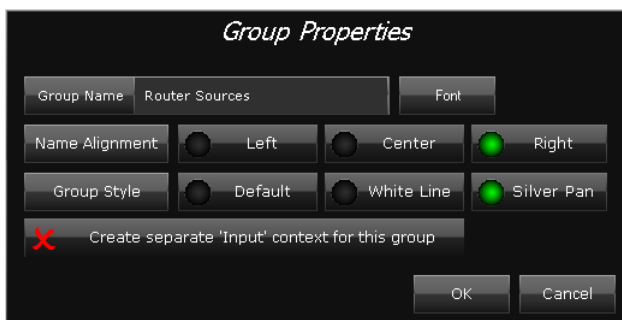 Group Properties
Group Name Router Sources Font
Name Alignment Left Center Right
Group Style Default White Line Silver Pan
Create separate 'Input' context for this group
OK Cancel